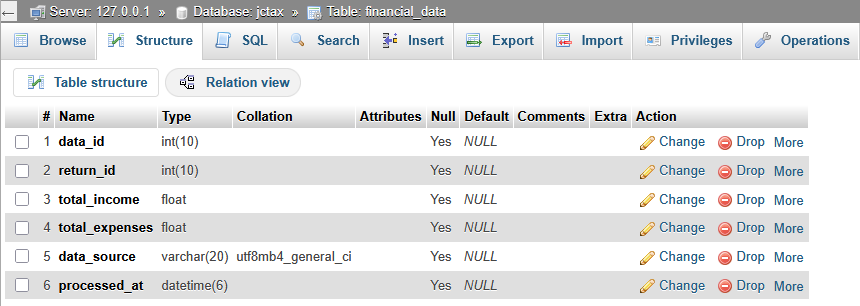 Server: 127.0.0.1 » Database: jctax » Table: financial_data
Browse Structure SQL Search Insert Export Import Privileges Operations
Table structure Relation view
# Name Type Collation Attributes Null Default Comments Extra Action
1 data_id int(10) Yes NULL Change Drop More
2 return_id int(10) Yes NULL Change Drop More
3 total_income float Yes NULL Change Drop More
4 total_expenses float Yes NULL Change Drop More
5 data_source varchar(20) utf8mb4_general_ci Yes NULL Change Drop More
6 processed_at datetime(6) Yes NULL Change Drop More